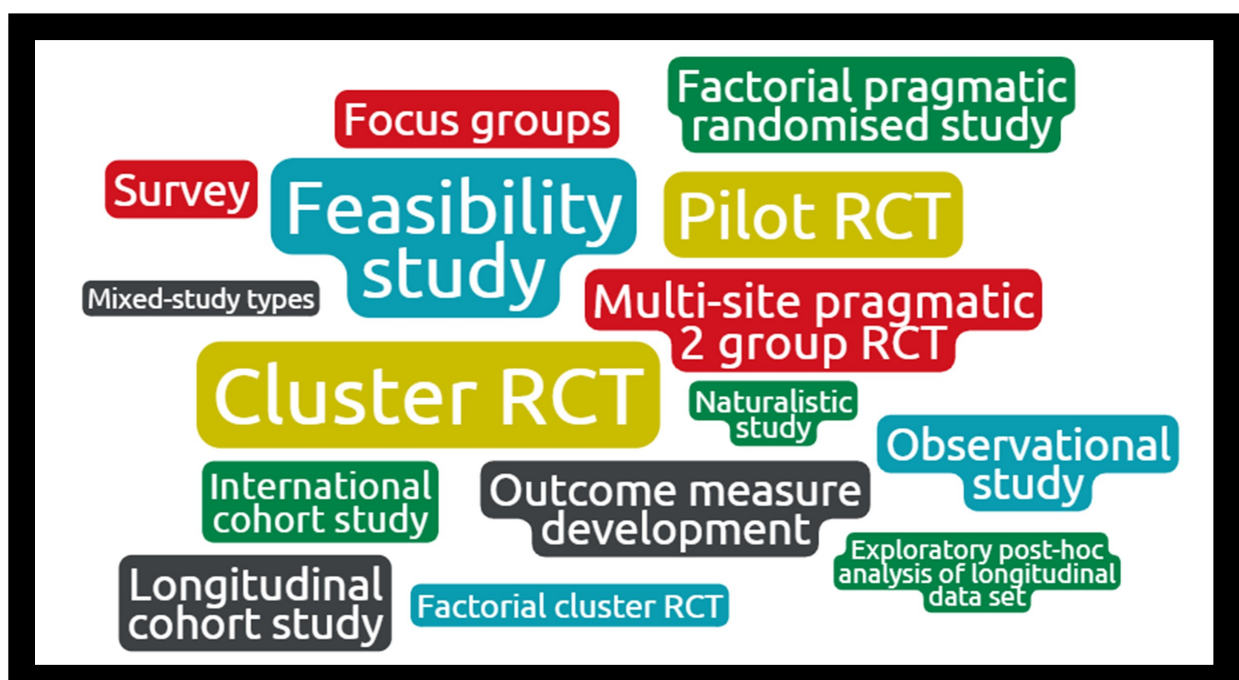 Focus groups
Factorial pragmatic
randomised study
Survey
Feasibility
study
Pilot RCT
Mixed-study types
Multi-site pragmatic
2 group RCT
Cluster RCT
Naturalistic
study
Observational
study
International
cohort study
Outcome measure
development
Exploratory post-hoc
analysis of longitudinal
data set
Longitudinal
cohort study
Factorial cluster RCT